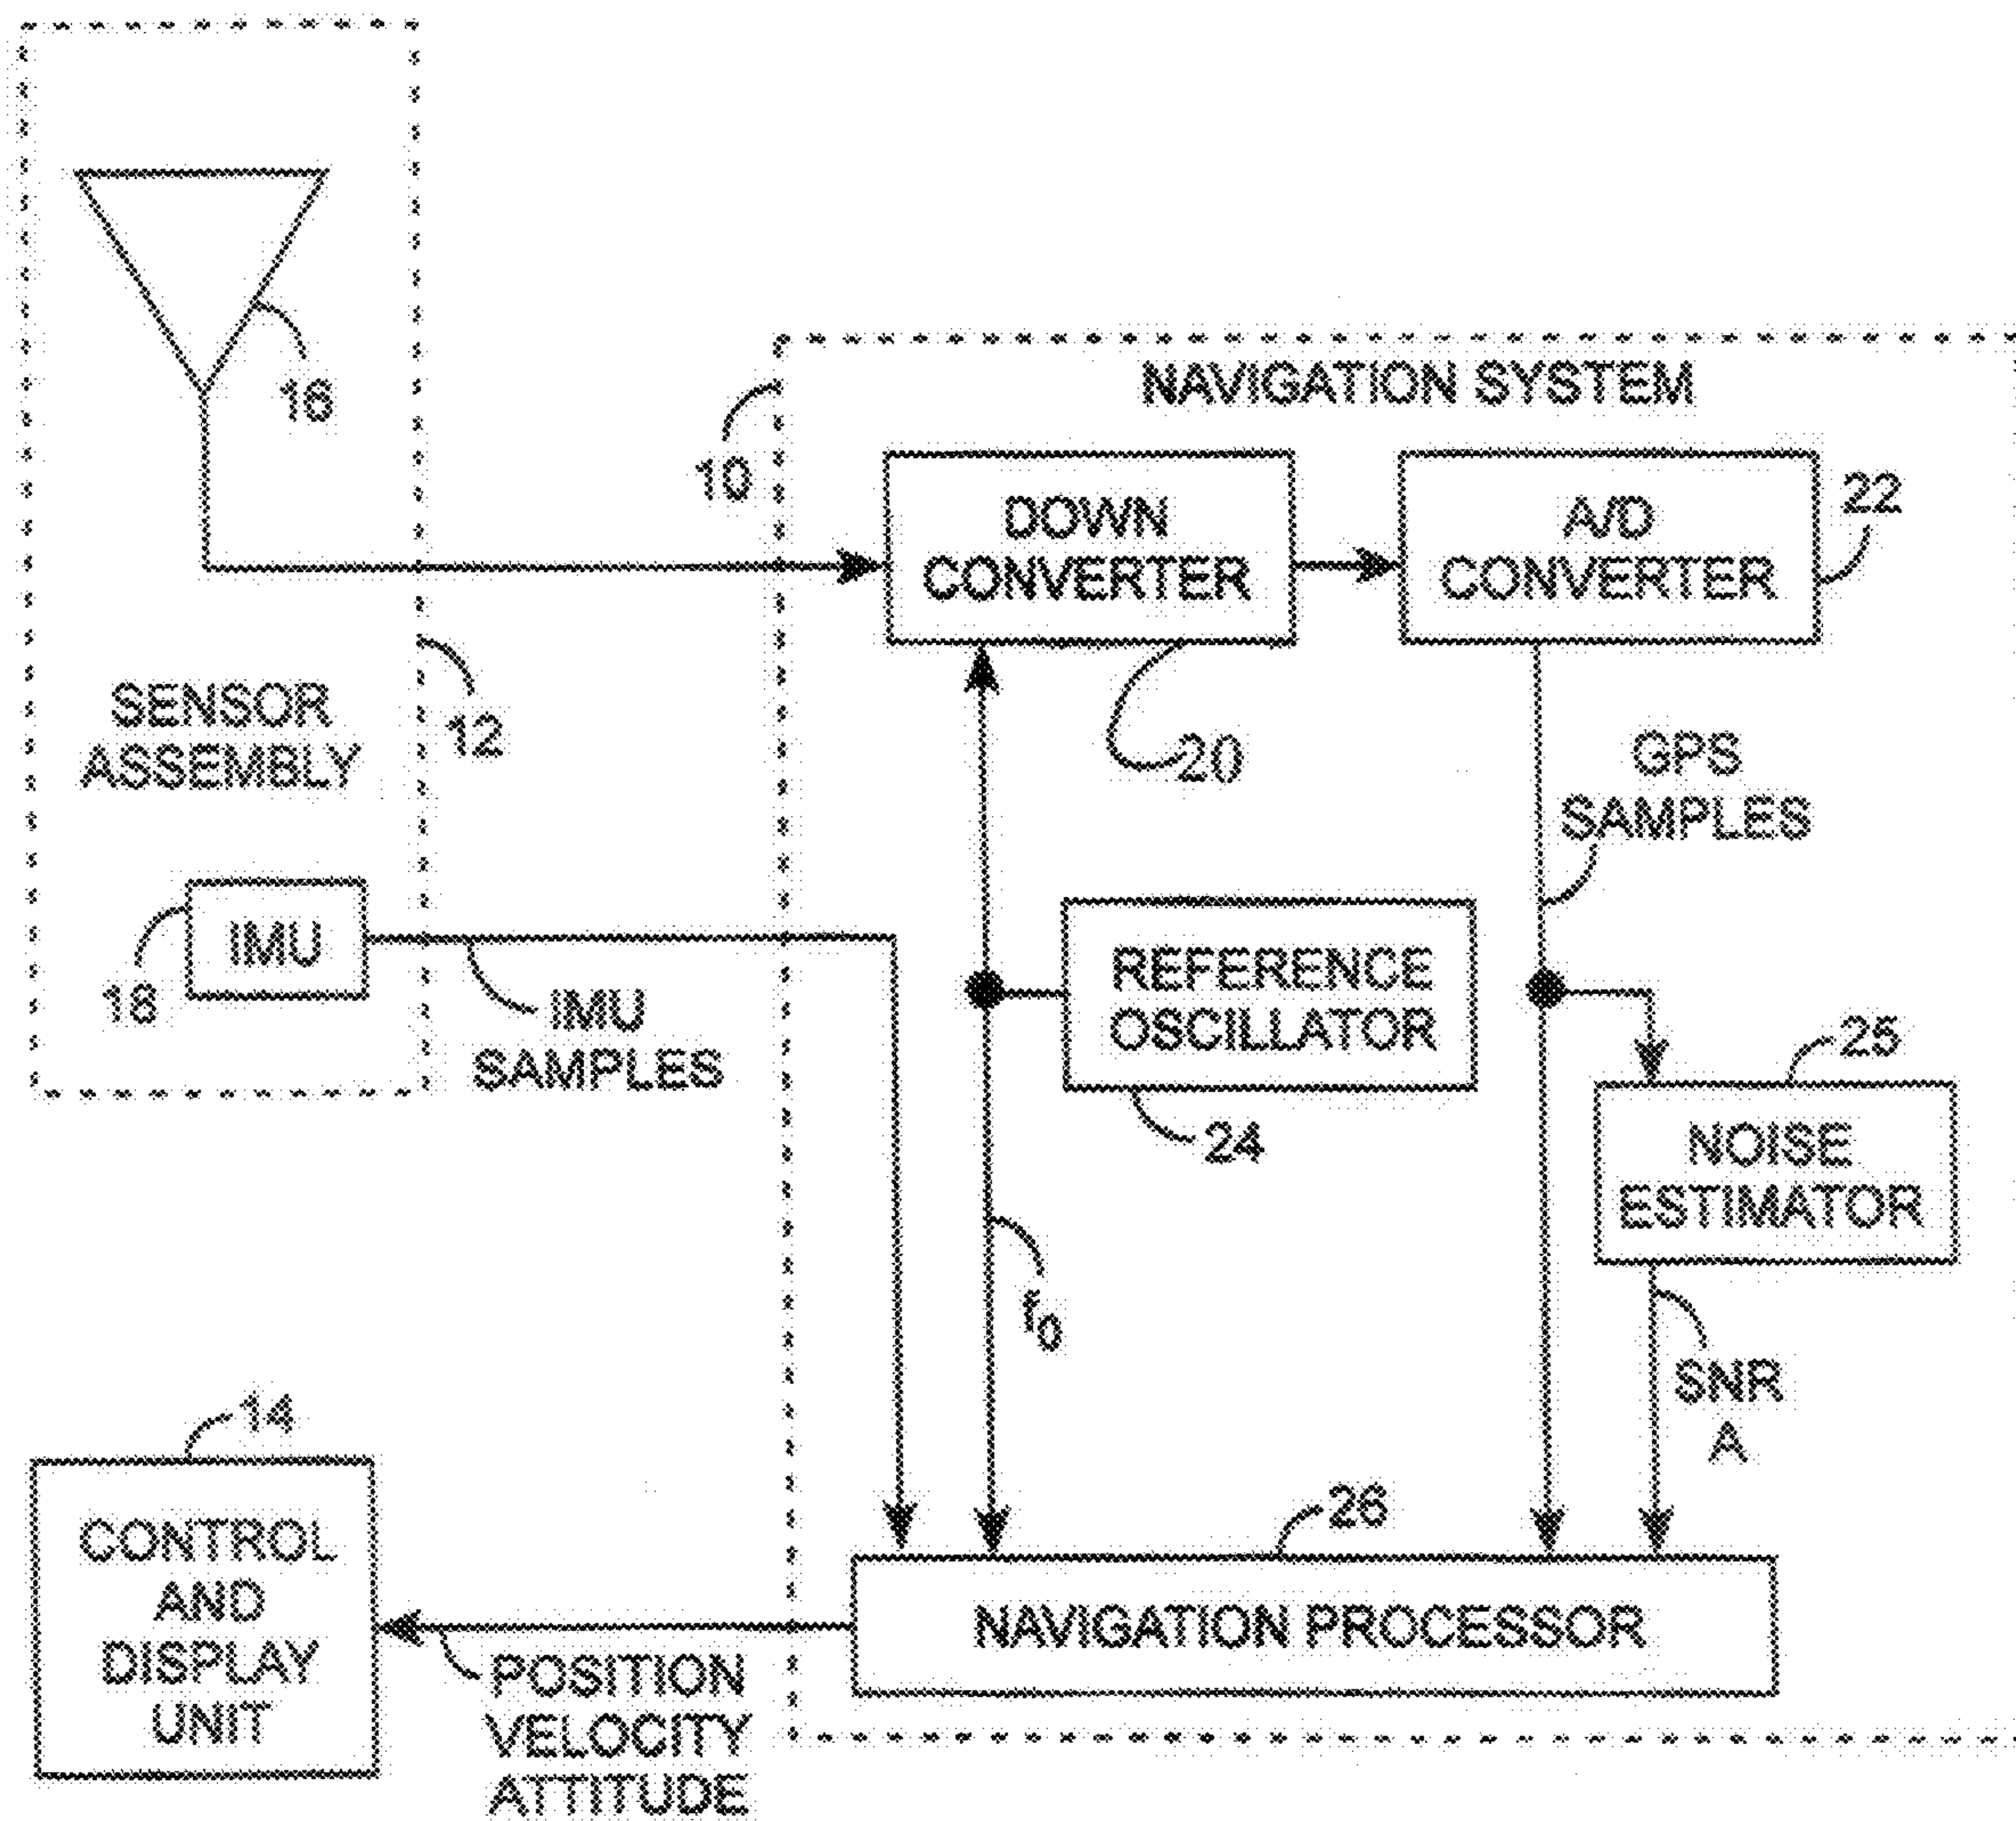 16
10
NAVIGATION SYSTEM
DOWN
CONVERTER
A/D
CONVERTER
22
SENSOR
ASSEMBLY
12
20
GPS
SAMPLES
18
IMU
IMU
SAMPLES
REFERENCE
OSCILLATOR
24
25
NOISE
ESTIMATOR
f0
SNR
A
14
CONTROL
AND
DISPLAY
UNIT
26
NAVIGATION PROCESSOR
POSITION
VELOCITY
ATTITUDE